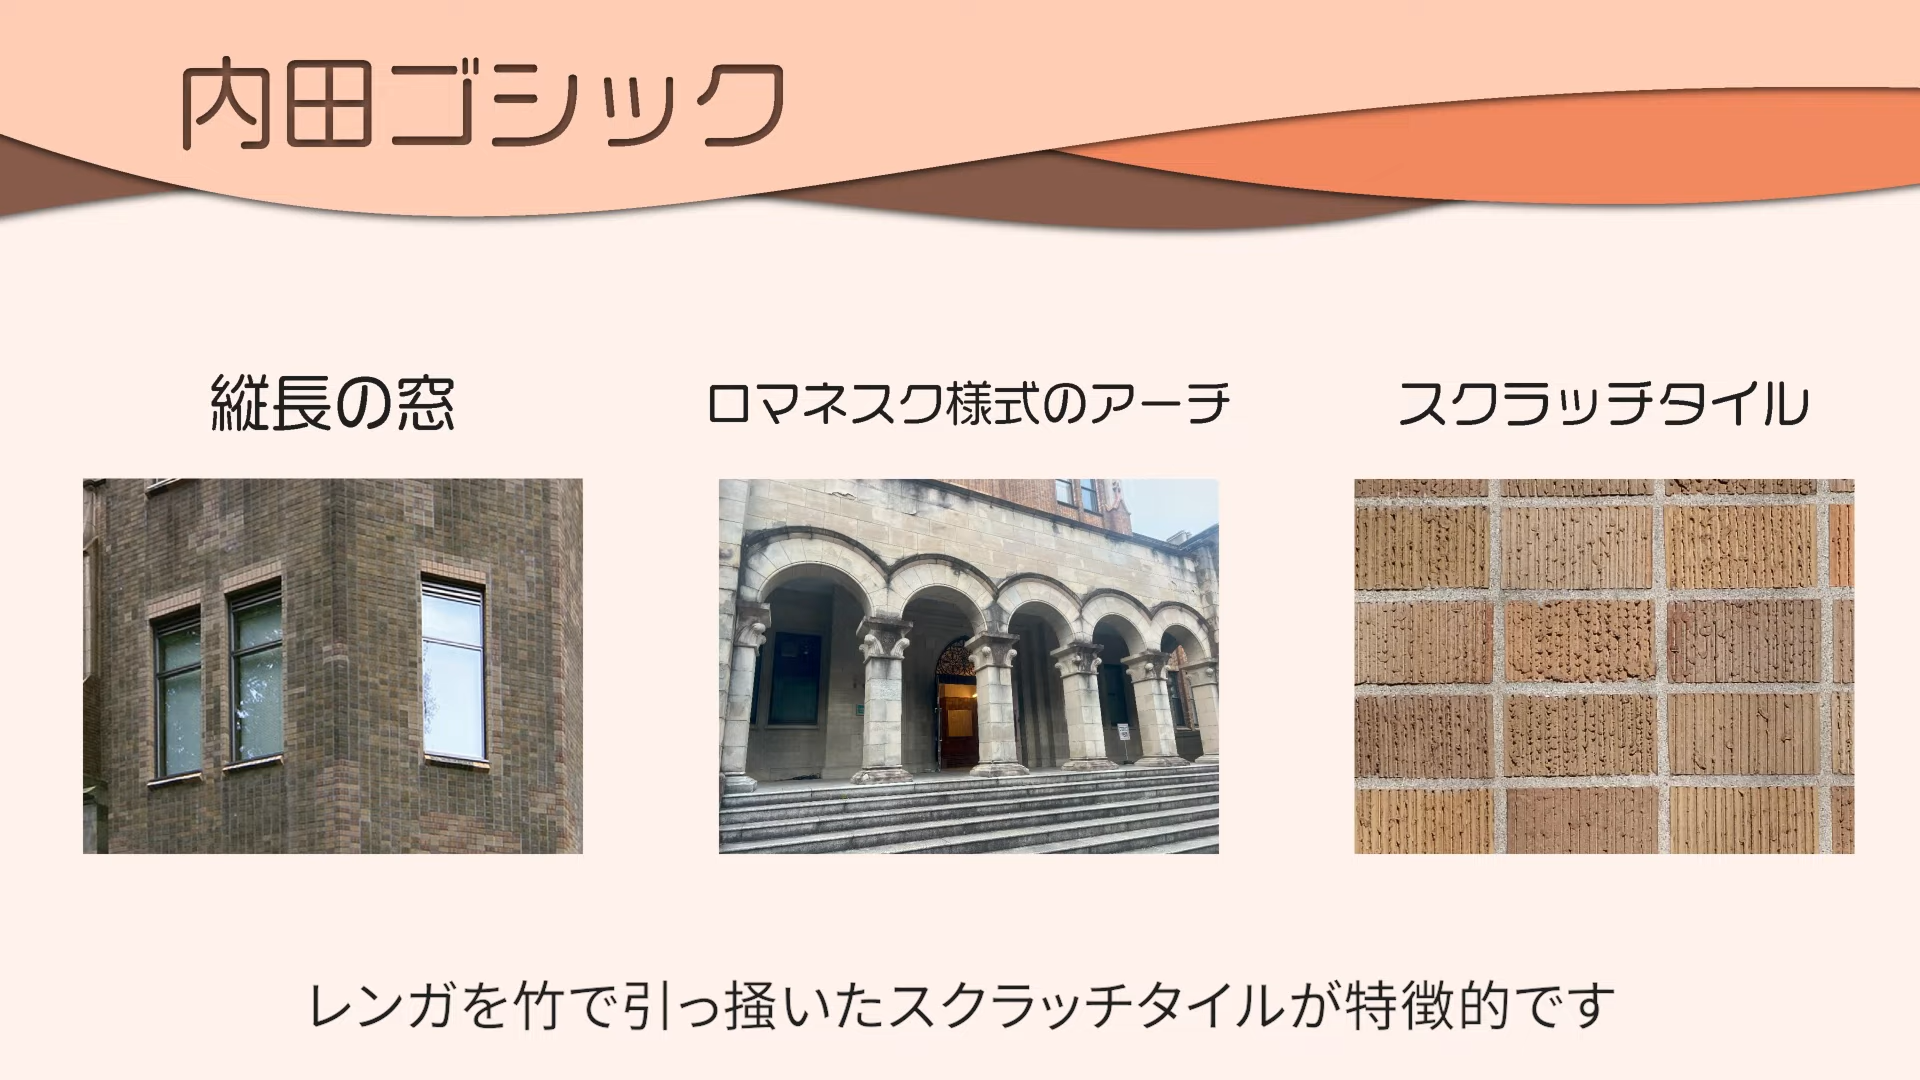 内田ゴシック
縦長の窓
ロマネスク様式のアーチ
スクラッチタイル
レンガを竹で引っ掻いたスクラッチタイルが特徴的です